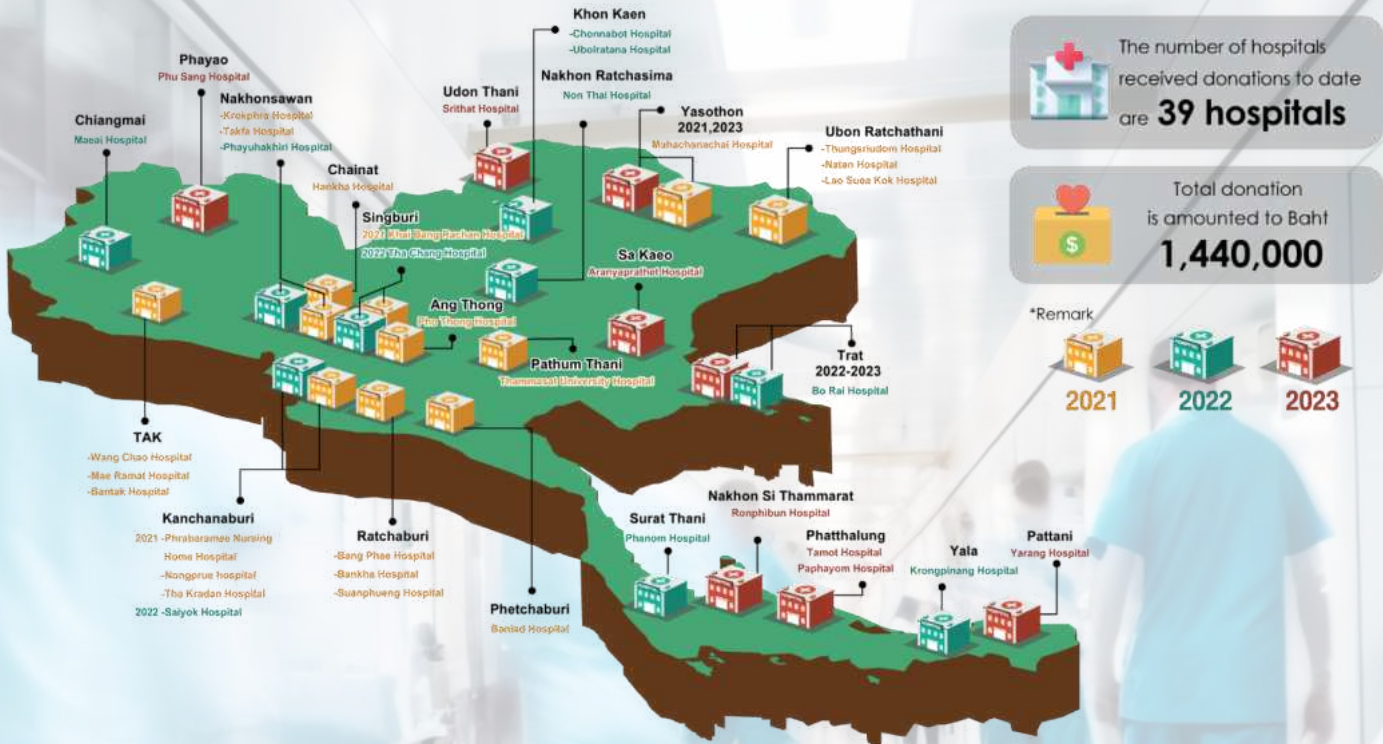 Khon Kaen
-Chonnabot Hospital
-Ubolratana Hospital
Phayao
Phu Sang Hospital
Nakhonsawan
-Krokphra Hospital
-Takfa Hospital
-Phayuhakhiri Hospital
Chiangmai
Maeai Hospital
Chainat
Hankha Hospital
Singburi
2021 Khai Bang Rachan Hospital
2022 Tha Chang Hospital
Udon Thani
Srithat Hospital
Nakhon Ratchasima
Non Thai Hospital
Yasothon
2021,2023
Mahachanachai Hospital
Ubon Ratchathani
-Thungsriudom Hospital
-Natan Hospital
-Lao Suea Kok Hospital
Sa Kaeo
Aranyaprathet Hospital
Ang Thong
Pho Thong Hospital
Pathum Thani
Thammasat University Hospital
Trat
2022-2023
Bo Rai Hospital
TAK
-Wang Chao Hospital
-Mae Ramat Hospital
-Bantak Hospital
Kanchanaburi
2021 -Phrabaramee Nursing
Home Hospital
-Nongprue hospital
-Tha Kradan Hospital
2022 -Saiyok Hospital
Ratchaburi
-Bang Phae Hospital
-Bankha Hospital
-Suanphueng Hospital
Phetchaburi
Banlad Hospital
Surat Thani
Phanom Hospital
Nakhon Si Thammarat
Ronphibun Hospital
Phatthalung
Tamot Hospital
Paphayom Hospital
Yala
Krongpinang Hospital
Pattani
Yarang Hospital
The number of hospitals
received donations to date
are 39 hospitals
Total donation
is amounted to Baht
1,440,000
*Remark
2021
2022
2023